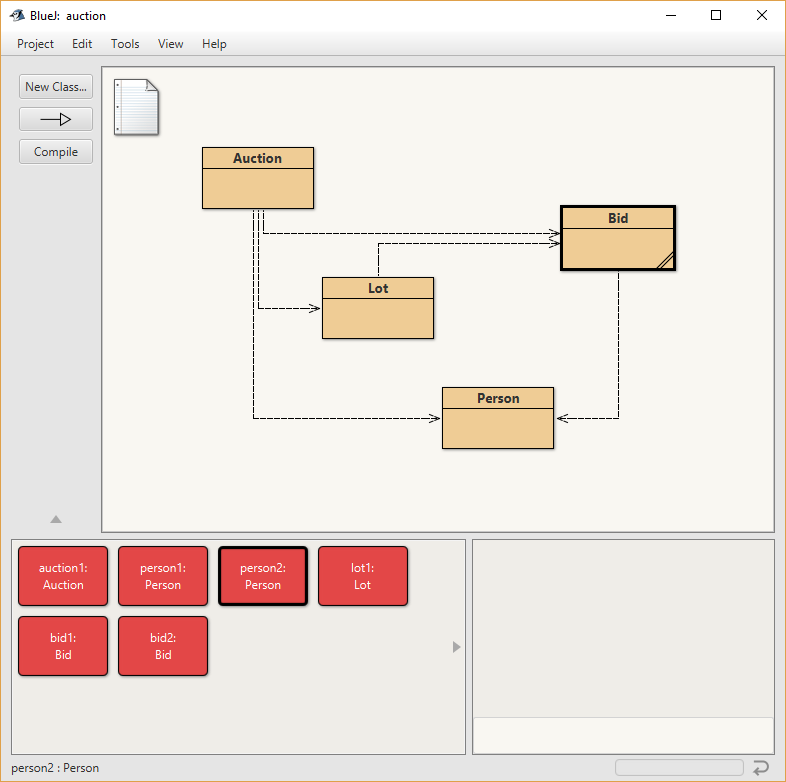 BlueJ: auction
Project Edit Tools View Help
New Class...
Compile
Auction
Bid
Lot
Person
auction1:
Auction
person1:
Person
person2:
Person
lot1:
Lot
bid1:
Bid
bid2:
Bid
person2 : Person